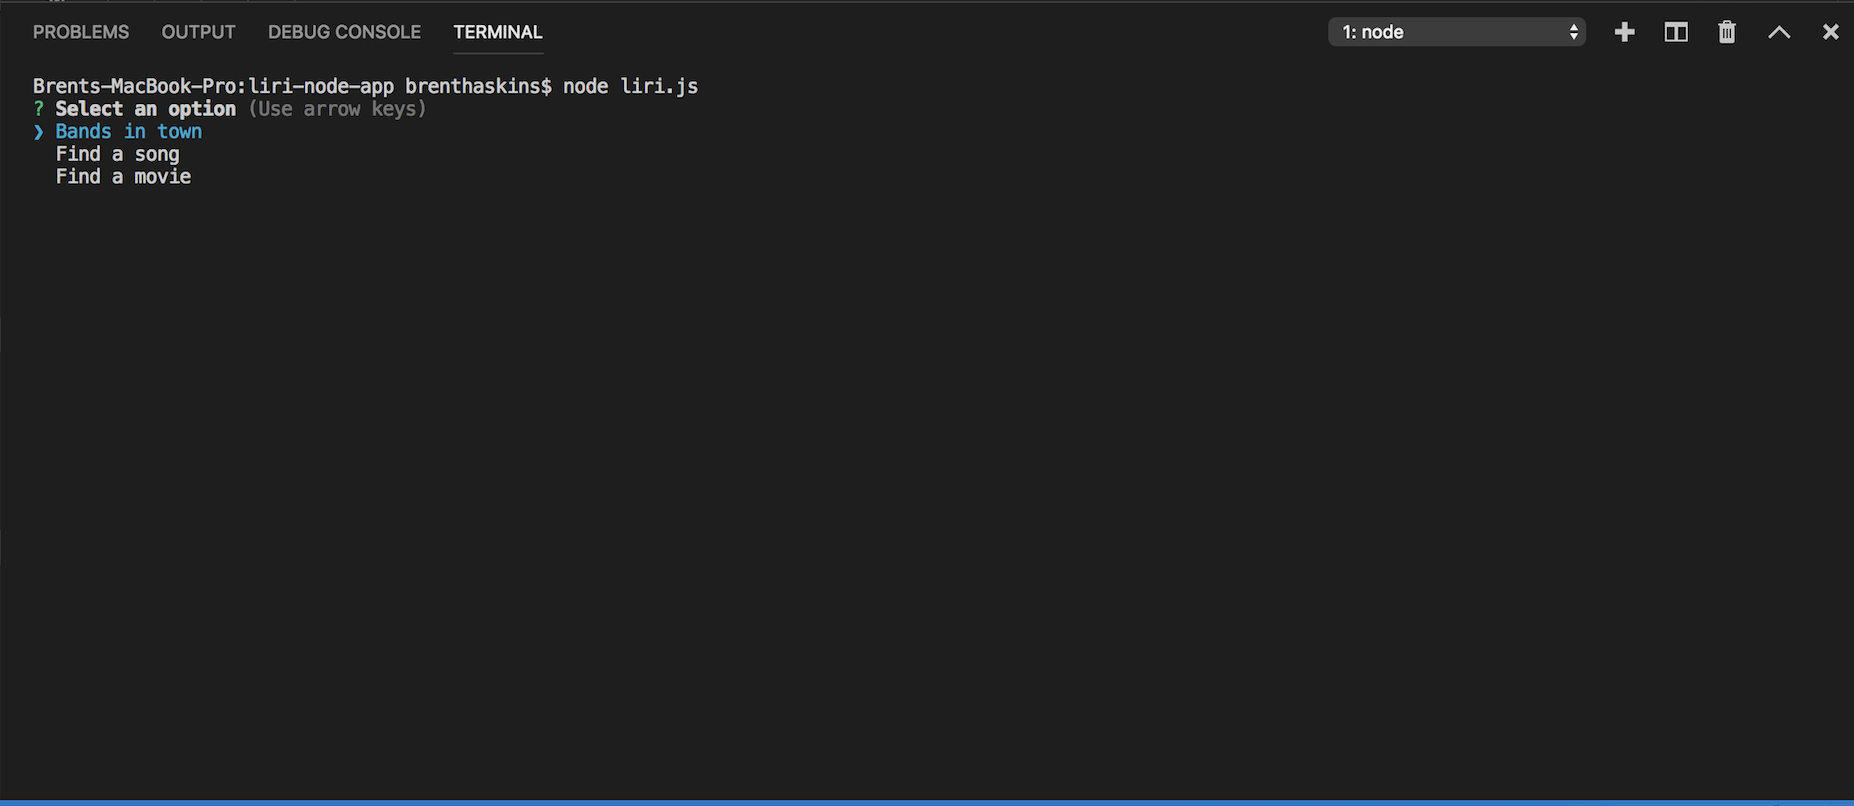 PROBLEMS OUTPUT DEBUG CONSOLE TERMINAL 1: node
Brents-MacBook-Pro:liri-node-app brenthaskins$ node liri.js
? Select an option (Use arrow keys)
❯ Bands in town
Find a song
Find a movie